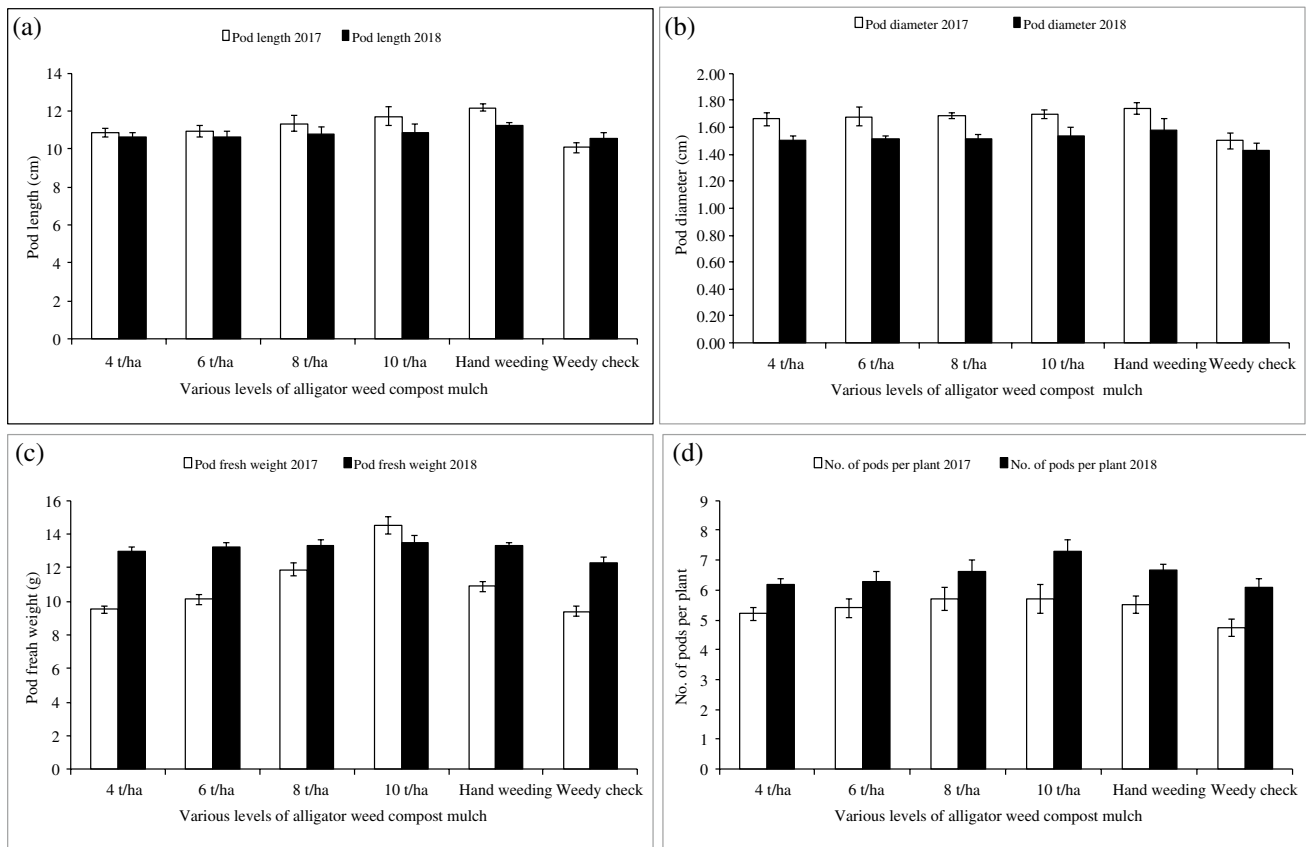 (a)
Pod length 2017 Pod length 2018
14
12
10
8
6
4
2
0
Pod length (cm)
4 t/ha 6 t/ha 8 t/ha 10 t/ha Hand weeding Weedy check
Various levels of alligator weed compost mulch
(b)
Pod diameter 2017 Pod diameter 2018
2.00
1.80
1.60
1.40
1.20
1.00
0.80
0.60
0.40
0.20
0.00
Pod diameter (cm)
4 t/ha 6 t/ha 8 t/ha 10 t/ha Hand weeding Weedy check
Various levels of alligator weed compost mulch
(c)
Pod fresh weight 2017 Pod fresh weight 2018
16
14
12
10
8
6
4
2
0
Pod freah weight (g)
4 t/ha 6 t/ha 8 t/ha 10 t/ha Hand weeding Weedy check
Various levels of alligator weed compost mulch
(d)
No. of pods per plant 2017 No. of pods per plant 2018
9
8
7
6
5
4
3
2
1
0
No. of pods per plant
4 t/ha 6 t/ha 8 t/ha 10 t/ha Hand weeding Weedy check
Various levels of alligator weed compost mulch